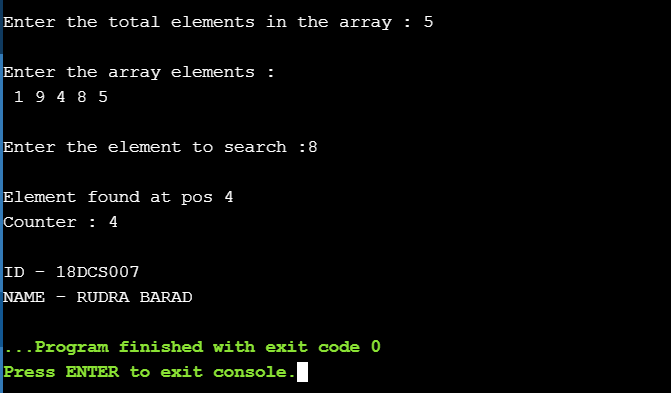 Enter the total elements in the array : 5
Enter the array elements :
1 9 4 8 5
Enter the element to search :8
Element found at pos 4
Counter : 4
ID - 18DCS007
NAME - RUDRA BARAD
...Program finished with exit code 0
Press ENTER to exit console.